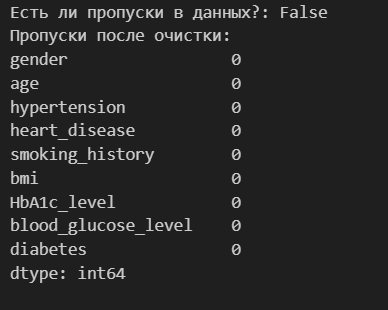 Есть ли пропуски в данных?: False
Пропуски после очистки:
gender 0
age 0
hypertension 0
heart_disease 0
smoking_history 0
bmi 0
HbA1c_level 0
blood_glucose_level 0
diabetes 0
dtype: int64